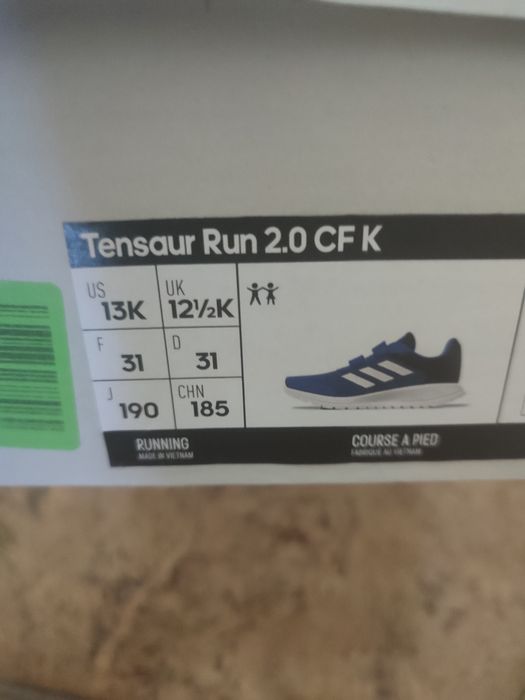 Tensaur Run 2.0 CF K
US 13K UK 12½K
F 31 D 31
J 190 CHN 185
RUNNING COURSE A PIED
MADE IN VIETNAM FABRIQUE AU VIETNAM